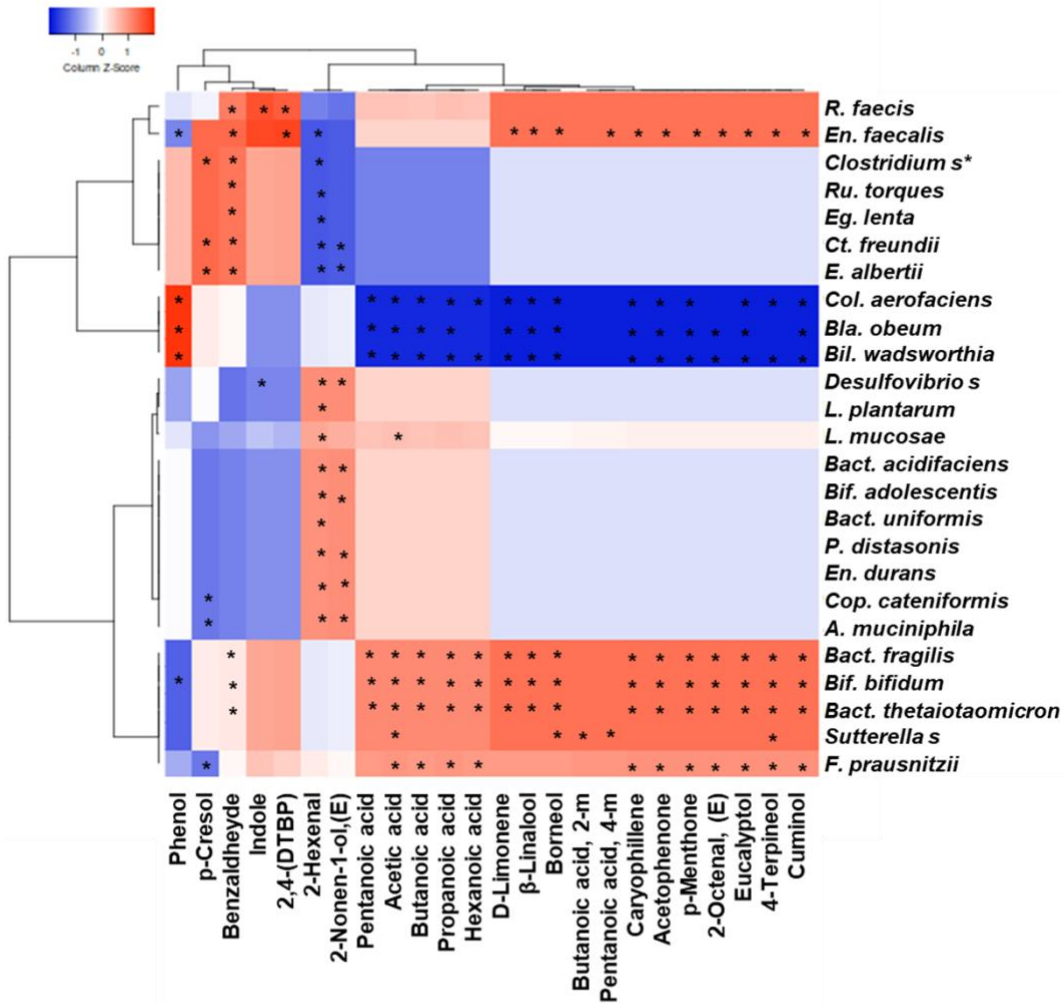 -1 0 1
Column Z-Score
R. faecis
En. faecalis
Clostridium s*
Ru. torques
Eg. lenta
Ct. freundii
E. albertii
Col. aerofaciens
Bla. obeum
Bil. wadsworthia
Desulfovibrio s
L. plantarum
L. mucosae
Bact. acidifaciens
Bif. adolescentis
Bact. uniformis
P. distasonis
En. durans
Cop. cateniformis
A. muciniphila
Bact. fragilis
Bif. bifidum
Bact. thetaiotaomicron
Sutterella s
F. prausnitzii
Phenol
p-Cresol
Benzaldheyde
Indole
2,4-(DTBP)
2-Hexenal
2-Nonen-1-ol,(E)
Pentanoic acid
Acetic acid
Butanoic acid
Propanoic acid
Hexanoic acid
D-Limonene
β-Linalool
Borneol
Butanoic acid, 2-m
Pentanoic acid, 4-m
Caryophillene
Acetophenone
p-Menthone
2-Octenal, (E)
Eucalyptol
4-Terpineol
Cuminol